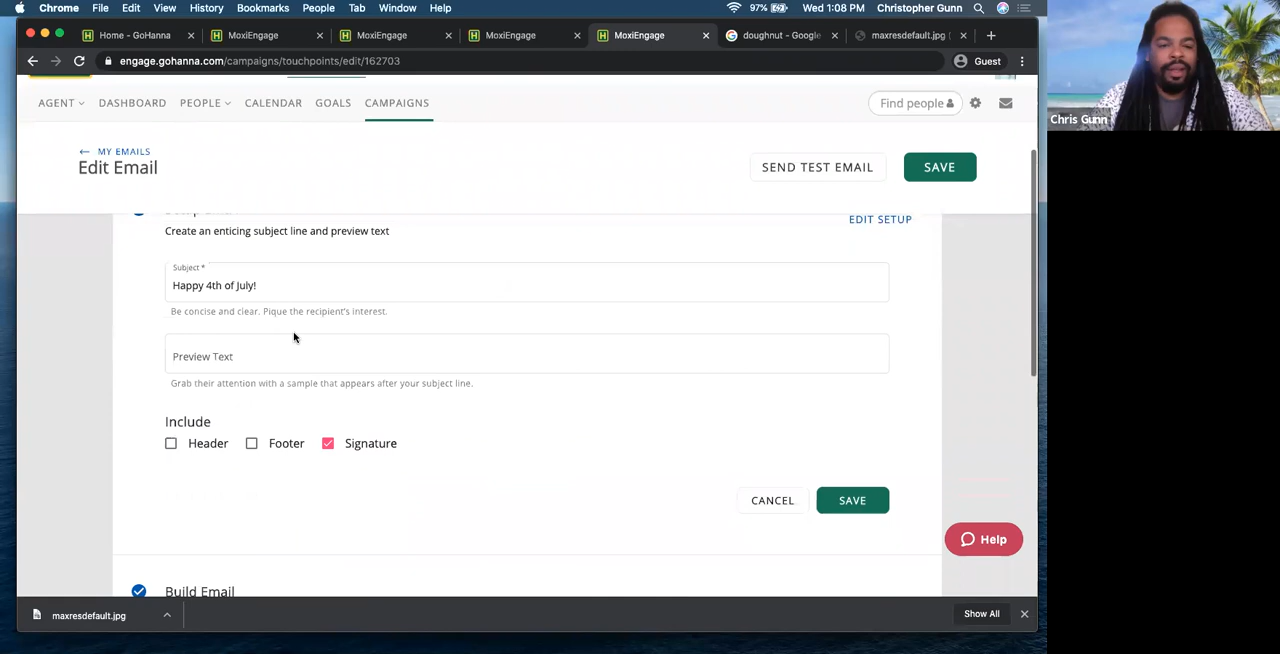 Chrome File Edit View History Bookmarks People Tab Window Help
97% Wed 1:08 PM Christopher Gunn
Home - GoHanna MoxiEngage MoxiEngage MoxiEngage MoxiEngage doughnut - Google maxresdefault.jpg (
engage.gohanna.com/campaigns/touchpoints/edit/162703 Guest
AGENT DASHBOARD PEOPLE CALENDAR GOALS CAMPAIGNS Find people
Chris Gunn
← MY EMAILS
Edit Email
SEND TEST EMAIL SAVE
EDIT SETUP
Create an enticing subject line and preview text
Subject *
Happy 4th of July!
Be concise and clear. Pique the recipient's interest.
Preview Text
Grab their attention with a sample that appears after your subject line.
Include
Header Footer Signature
CANCEL SAVE
Help
Build Email
maxresdefault.jpg Show All